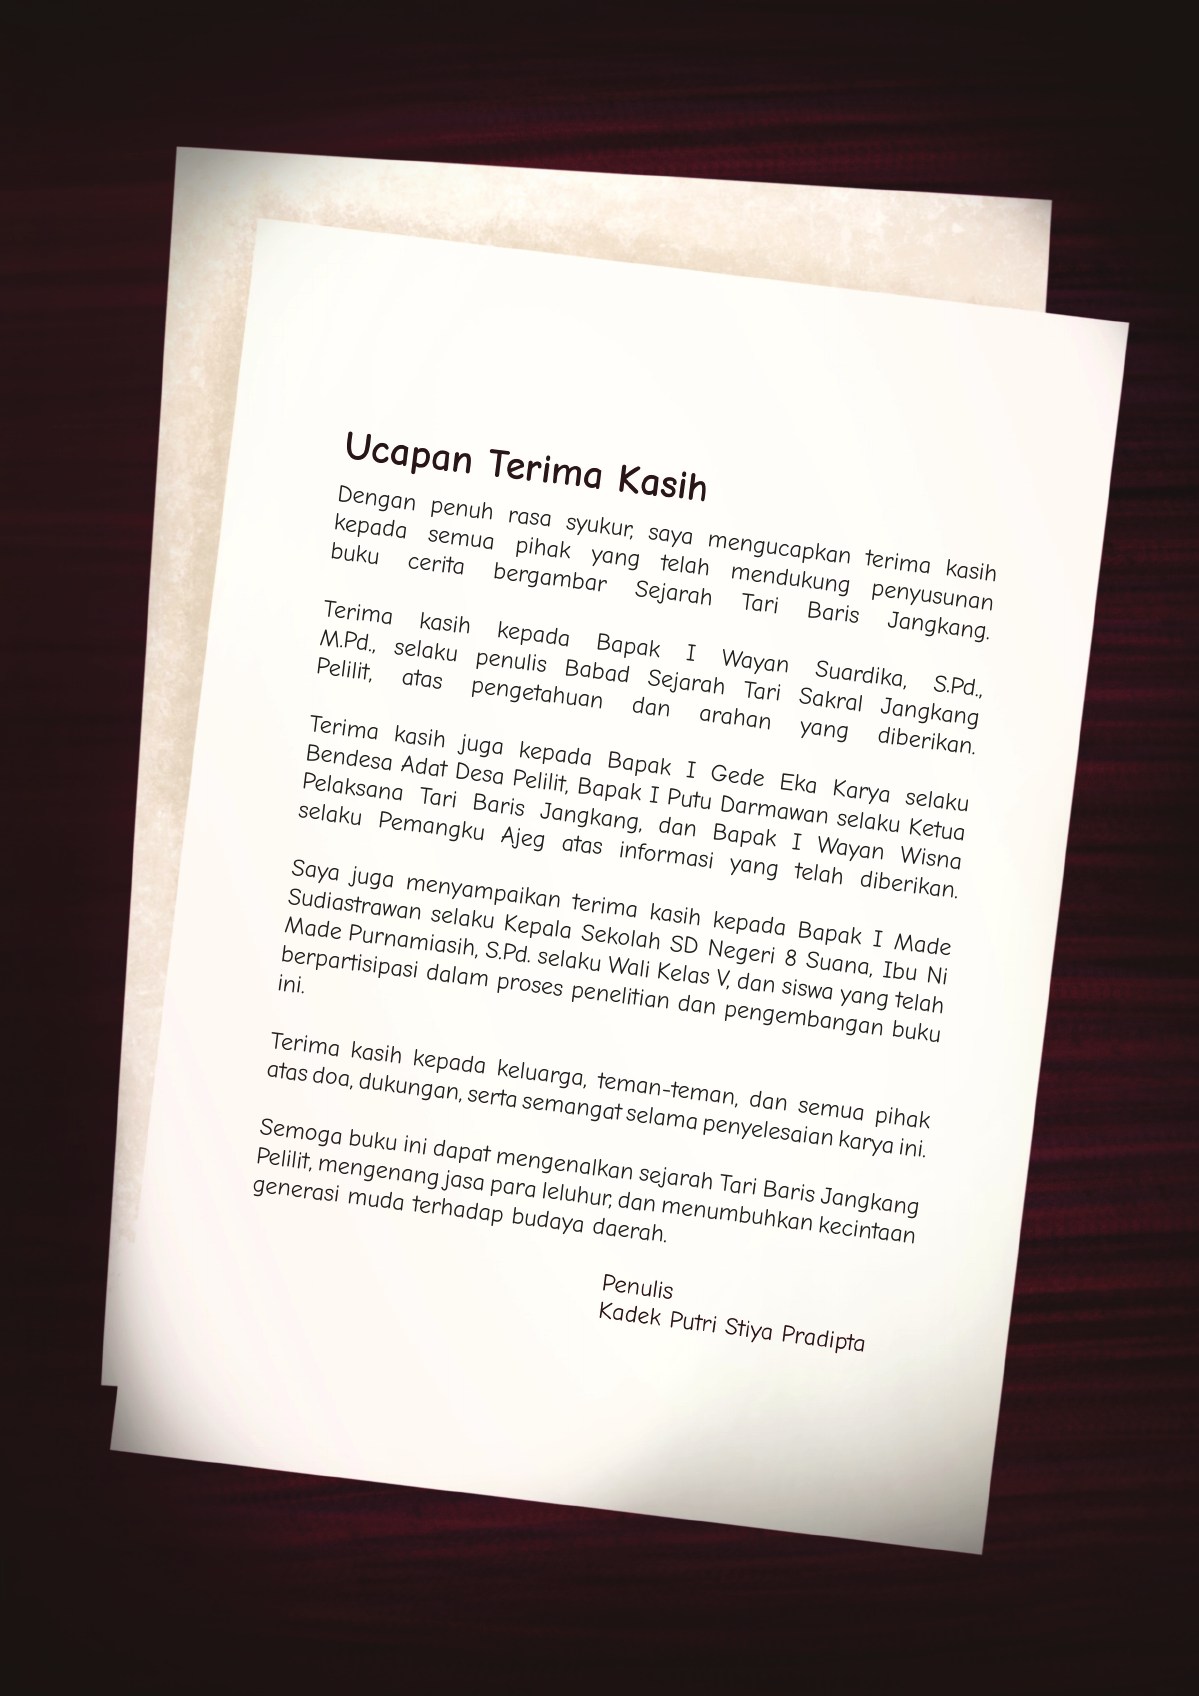 Ucapan Terima Kasih
Dengan penuh rasa syukur, saya mengucapkan terima kasih
kepada semua pihak yang telah mendukung penyusunan
buku cerita bergambar Sejarah Tari Baris Jangkang.
Terima kasih kepada Bapak I Wayan Suardika, S.Pd.,
M.Pd., selaku penulis Babad Sejarah Tari Sakral Jangkang
Pelilit, atas pengetahuan dan arahan yang diberikan.
Terima kasih juga kepada Bapak I Gede Eka Karya selaku
Bendesa Adat Desa Pelilit, Bapak I Putu Darmawan selaku Ketua
Pelaksana Tari Baris Jangkang, dan Bapak I Wayan Wisna
selaku Pemangku Ajeg atas informasi yang telah diberikan.
Saya juga menyampaikan terima kasih kepada Bapak I Made
Sudiastrawan selaku Kepala Sekolah SD Negeri 8 Suana, Ibu Ni
Made Purnamiasih, S.Pd. selaku Wali Kelas V, dan siswa yang telah
berpartisipasi dalam proses penelitian dan pengembangan buku
ini.
Terima kasih kepada keluarga, teman-teman, dan semua pihak
atas doa, dukungan, serta semangat selama penyelesaian karya ini.
Semoga buku ini dapat mengenalkan sejarah Tari Baris Jangkang
Pelilit, mengenang jasa para leluhur, dan menumbuhkan kecintaan
generasi muda terhadap budaya daerah.
Penulis
Kadek Putri Stiya Pradipta